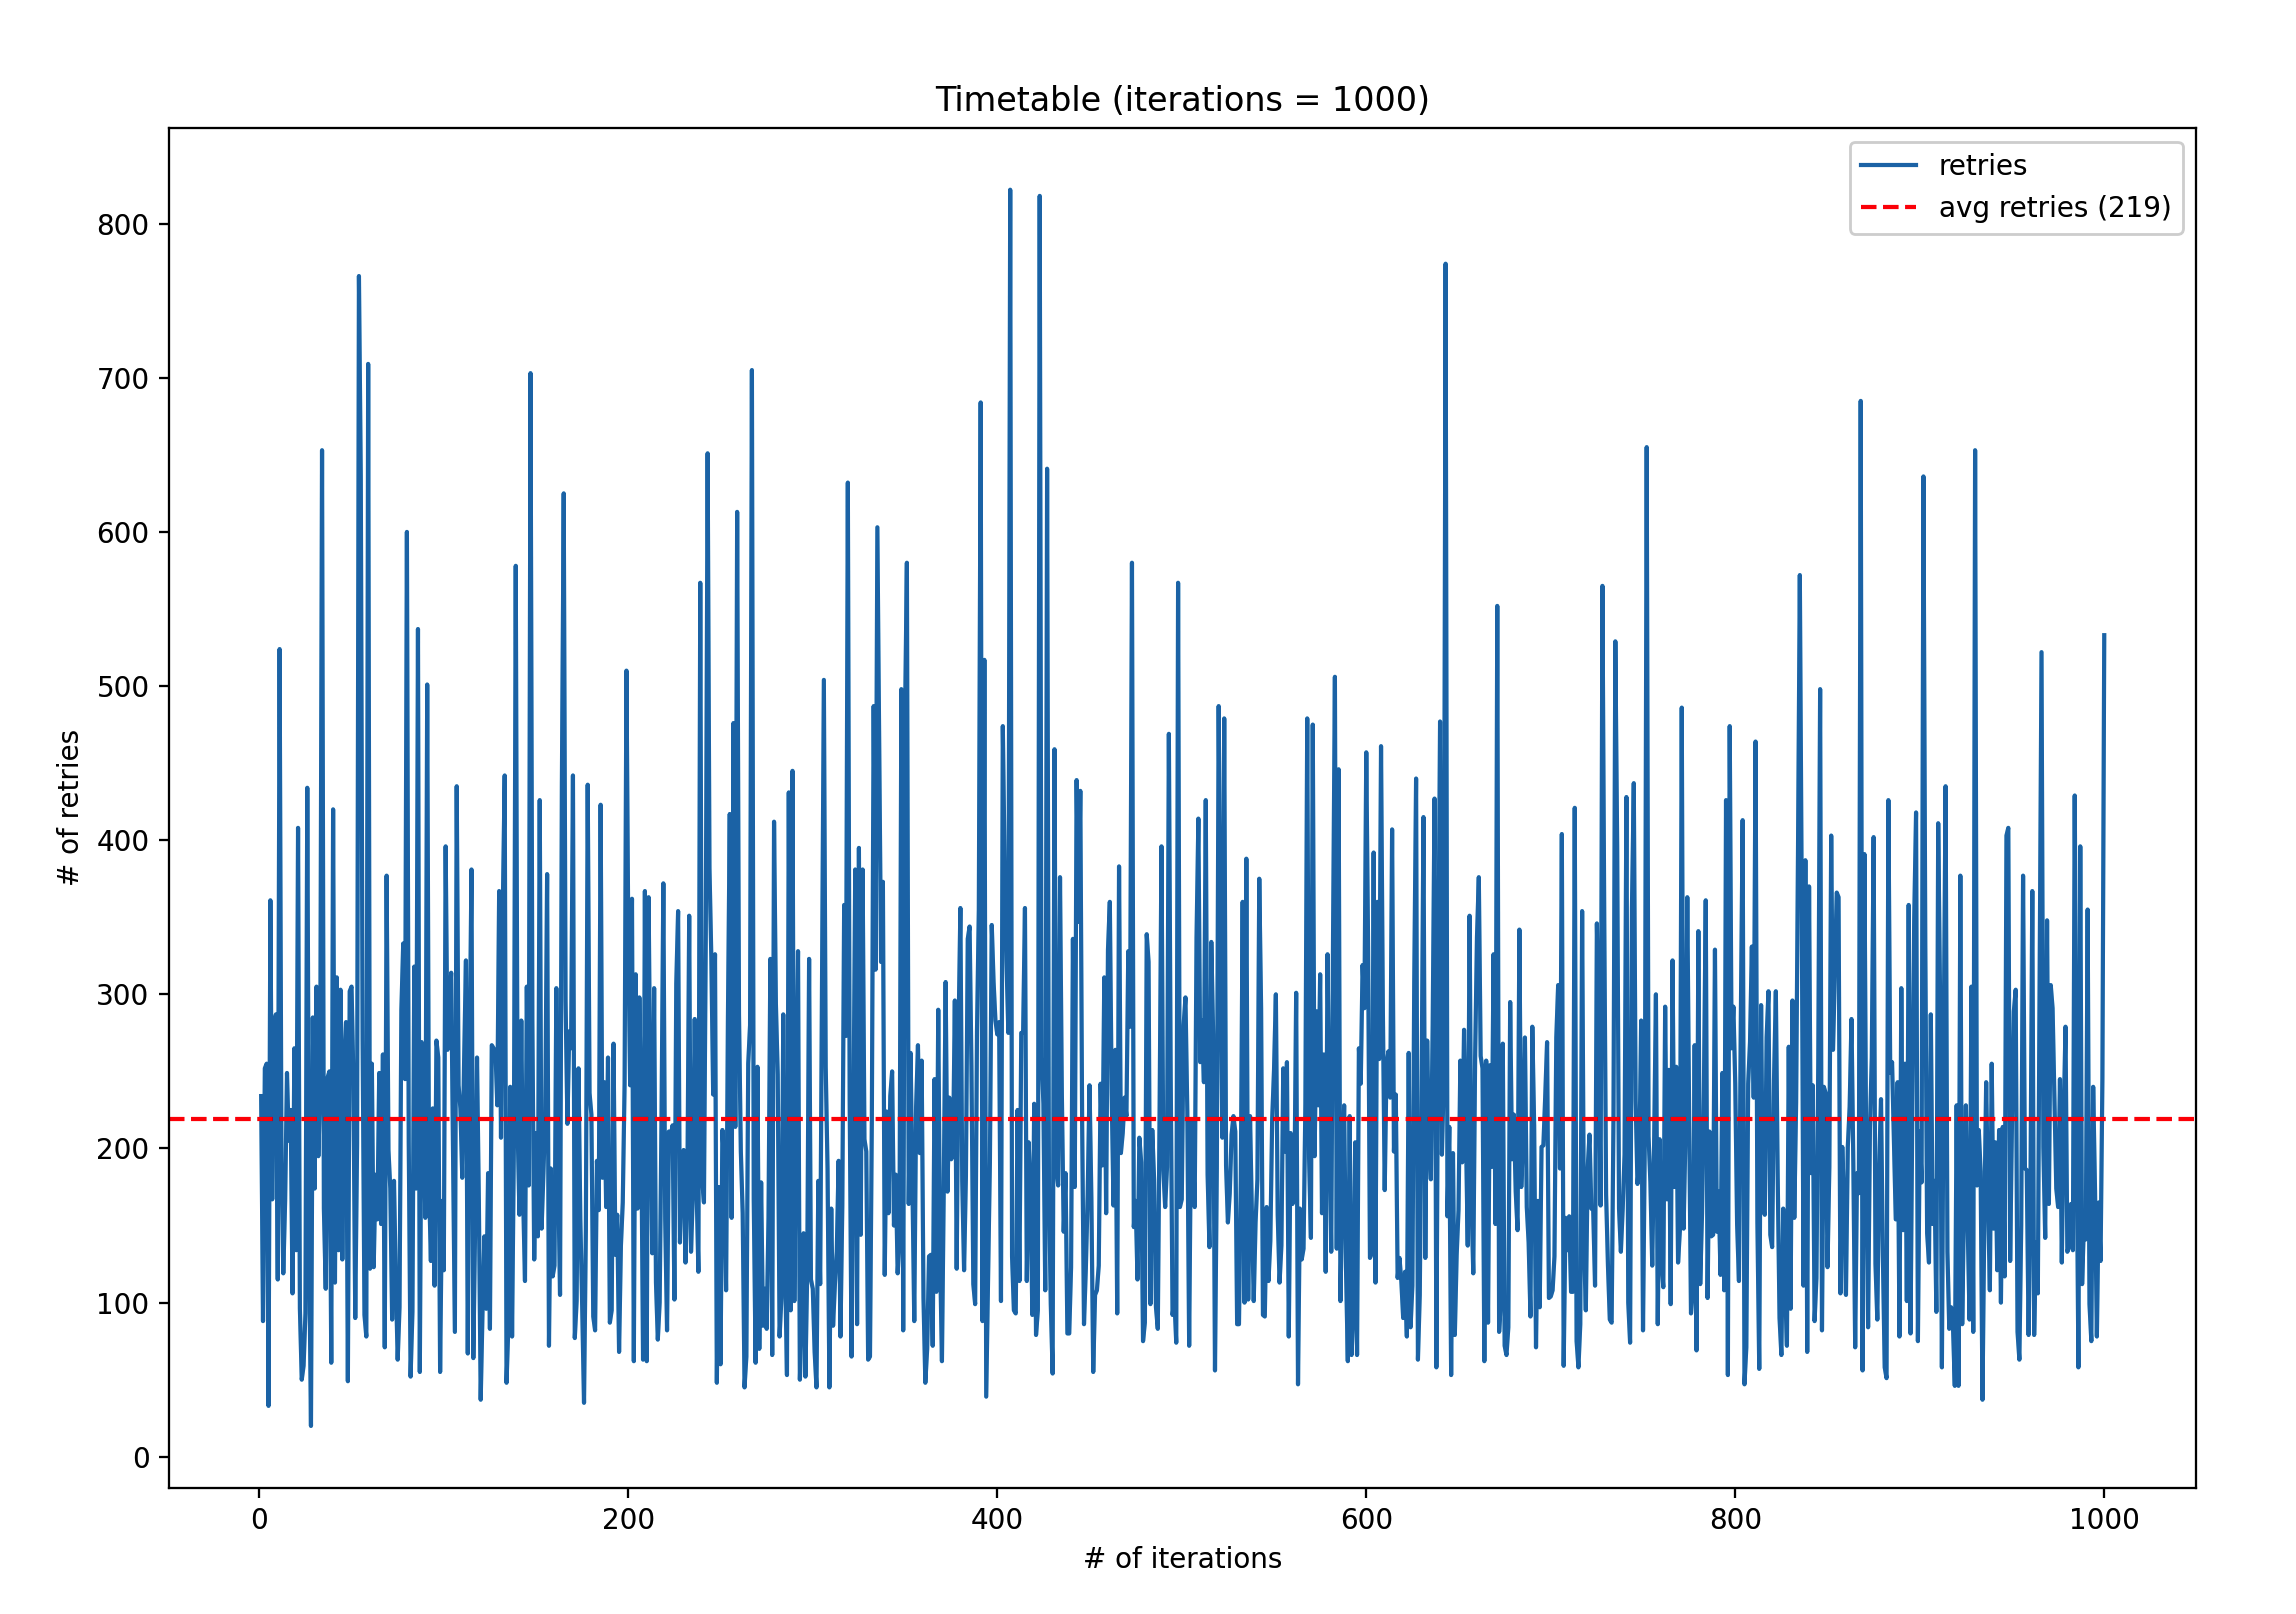 Timetable (iterations = 1000)
retries
avg retries (219)
800
700
600
500
400
300
200
100
0
# of retries
0 200 400 600 800 1000
# of iterations